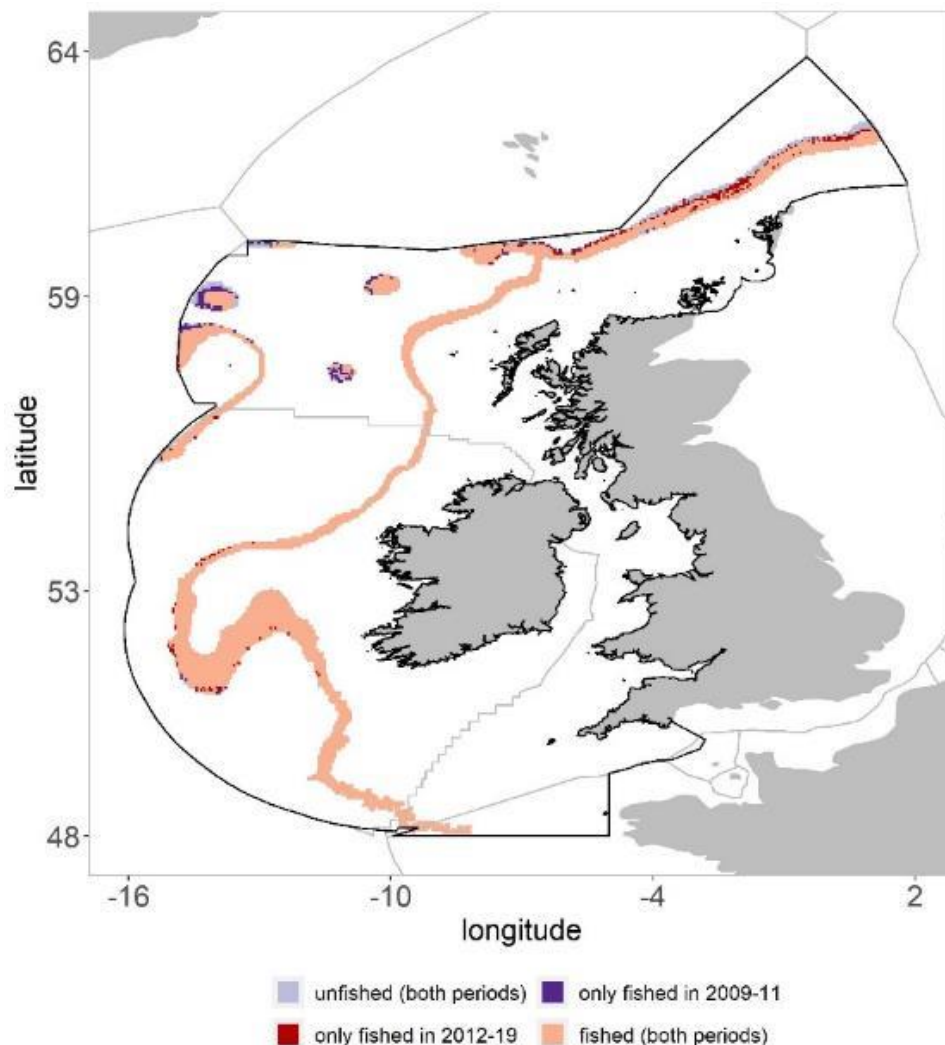 64
59
53
48
latitude
-16 -10 -4 2
longitude
unfished (both periods) only fished in 2009-11
only fished in 2012-19 fished (both periods)